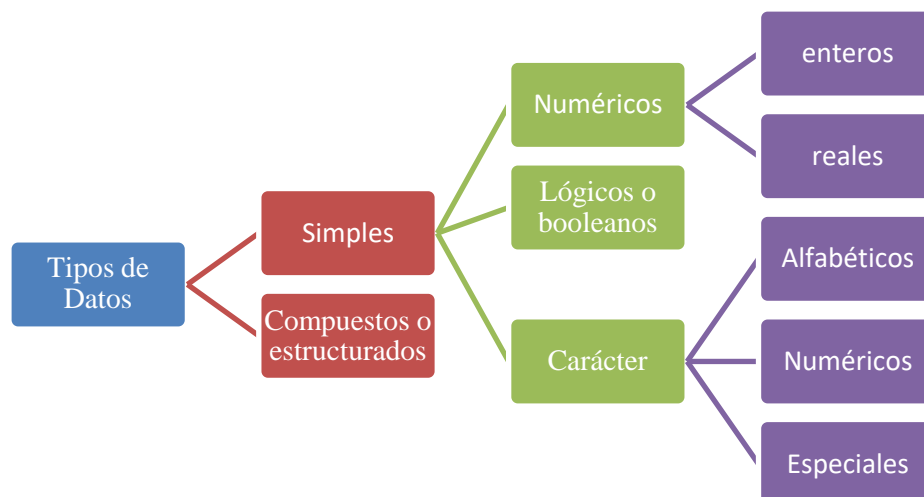 Tipos de
Datos
Simples
Compuestos o
estructurados
Numéricos
Lógicos o
booleanos
Carácter
enteros
reales
Alfabéticos
Numéricos
Especiales